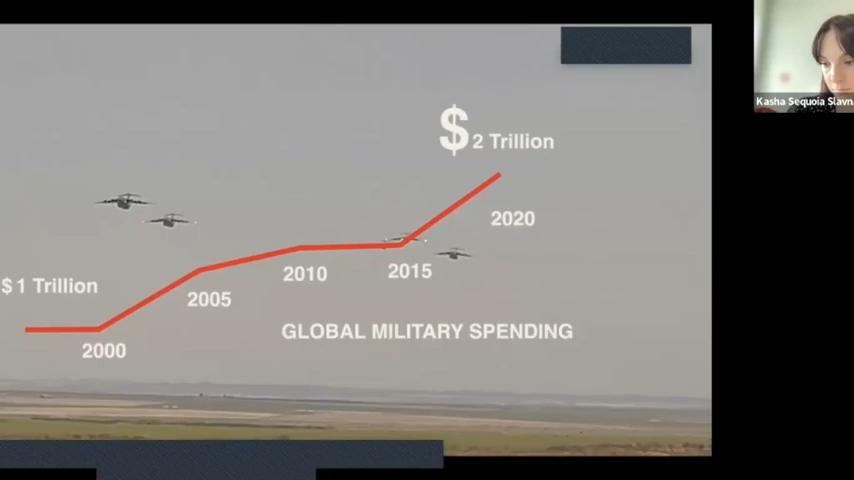 Kasha Sequoia Slavn
$2 Trillion
2020
2015
2010
2005
$1 Trillion
2000
GLOBAL MILITARY SPENDING